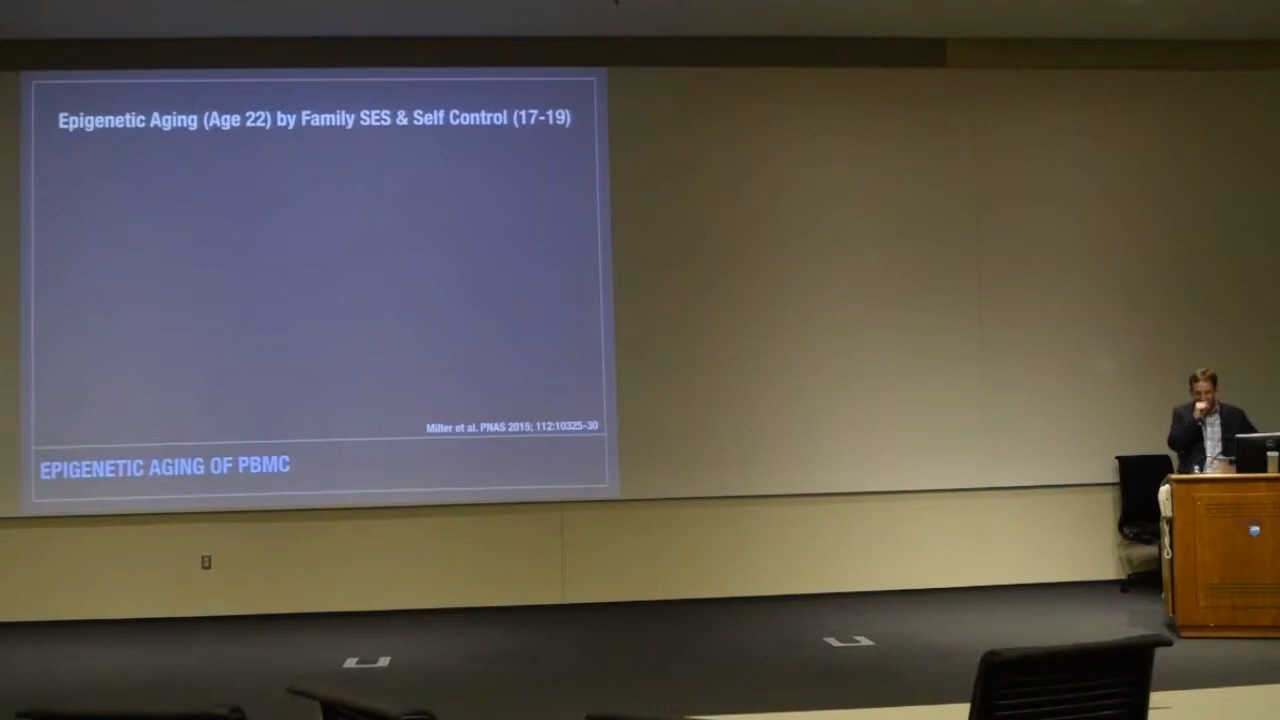 Epigenetic Aging (Age 22) by Family SES & Self Control (17-19)
Miller et al. PNAS 2015; 112:10325-30
EPIGENETIC AGING OF PBMC